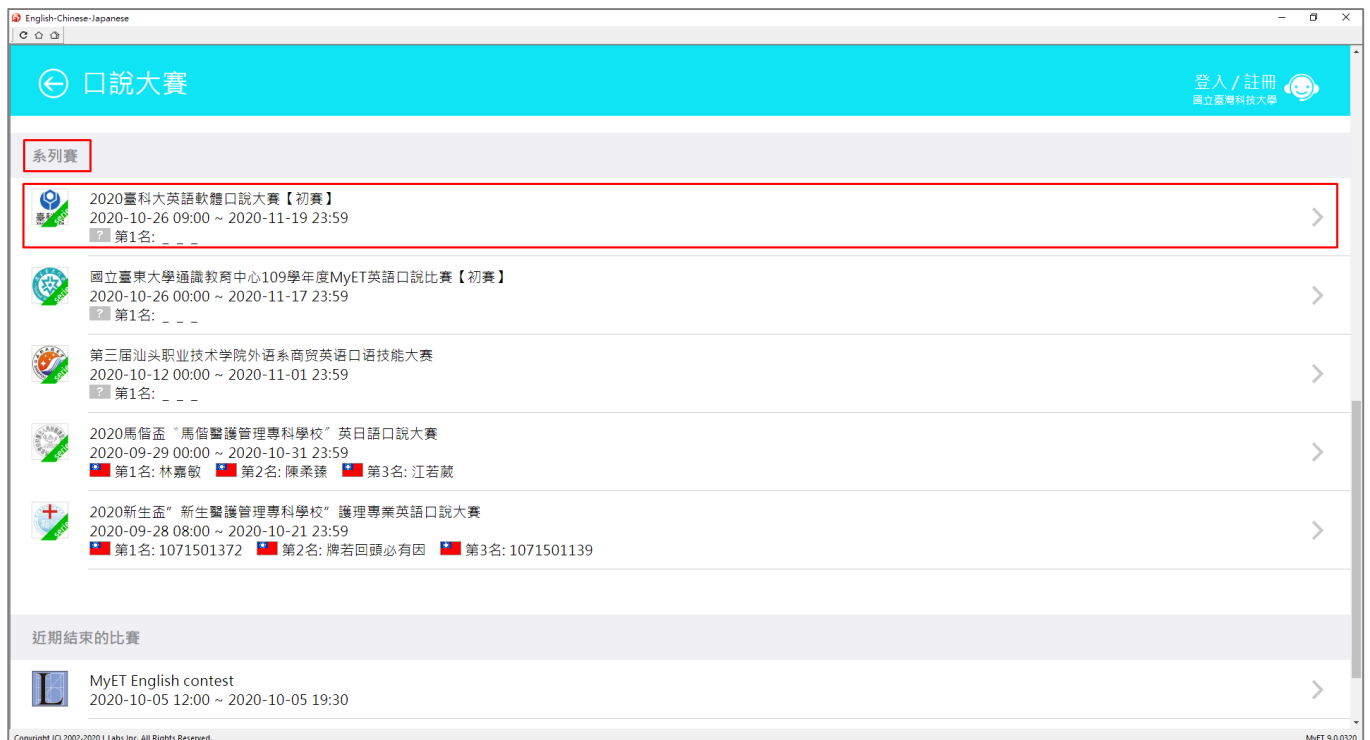 English-Chinese-Japanese
口說大賽
登入 / 註冊
國立臺灣科技大學
系列賽
2020臺科大英語軟體口說大賽【初賽】
2020-10-26 09:00 ~ 2020-11-19 23:59
? 第1名: _ _ _
國立臺東大學通識教育中心109學年度MyET英語口說比賽【初賽】
2020-10-26 00:00 ~ 2020-11-17 23:59
? 第1名: _ _ _
第三届汕头职业技术学院外语系商贸英语口语技能大赛
2020-10-12 00:00 ~ 2020-11-01 23:59
? 第1名: _ _ _
2020馬偕盃〝馬偕醫護管理專科學校〞英日語口說大賽
2020-09-29 00:00 ~ 2020-10-31 23:59
第1名: 林嘉敏 第2名: 陳柔臻 第3名: 江若葳
2020新生盃”新生醫護管理專科學校”護理專業英語口說大賽
2020-09-28 08:00 ~ 2020-10-21 23:59
第1名: 1071501372 第2名: 牌若回頭必有因 第3名: 1071501139
近期結束的比賽
L
MyET English contest
2020-10-05 12:00 ~ 2020-10-05 19:30
Copyright (C) 2002-2020 L Labs Inc. All Rights Reserved.
MyET 9.0.0320